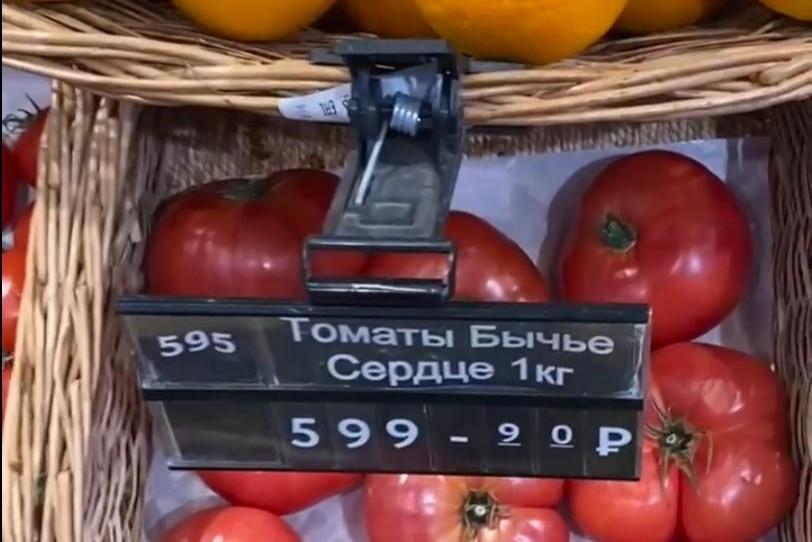 595
Томаты Бычье
Сердце 1кг
599-90 ₽